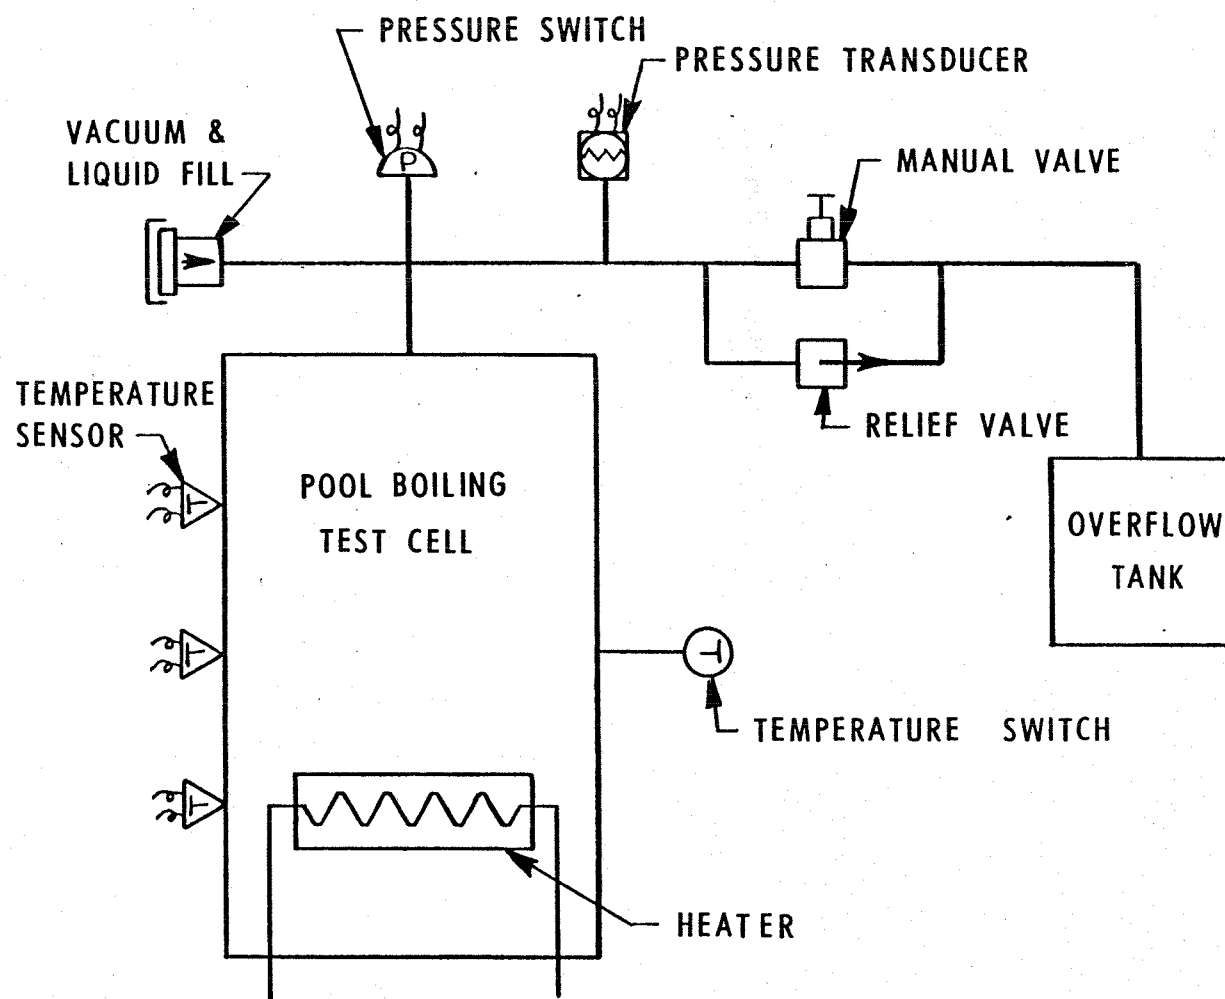 PRESSURE SWITCH
PRESSURE TRANSDUCER
VACUUM &
LIQUID FILL
P
MANUAL VALVE
RELIEF VALVE
TEMPERATURE
SENSOR
T
POOL BOILING
TEST CELL
OVERFLOW
TANK
T
T
TEMPERATURE SWITCH
T
HEATER